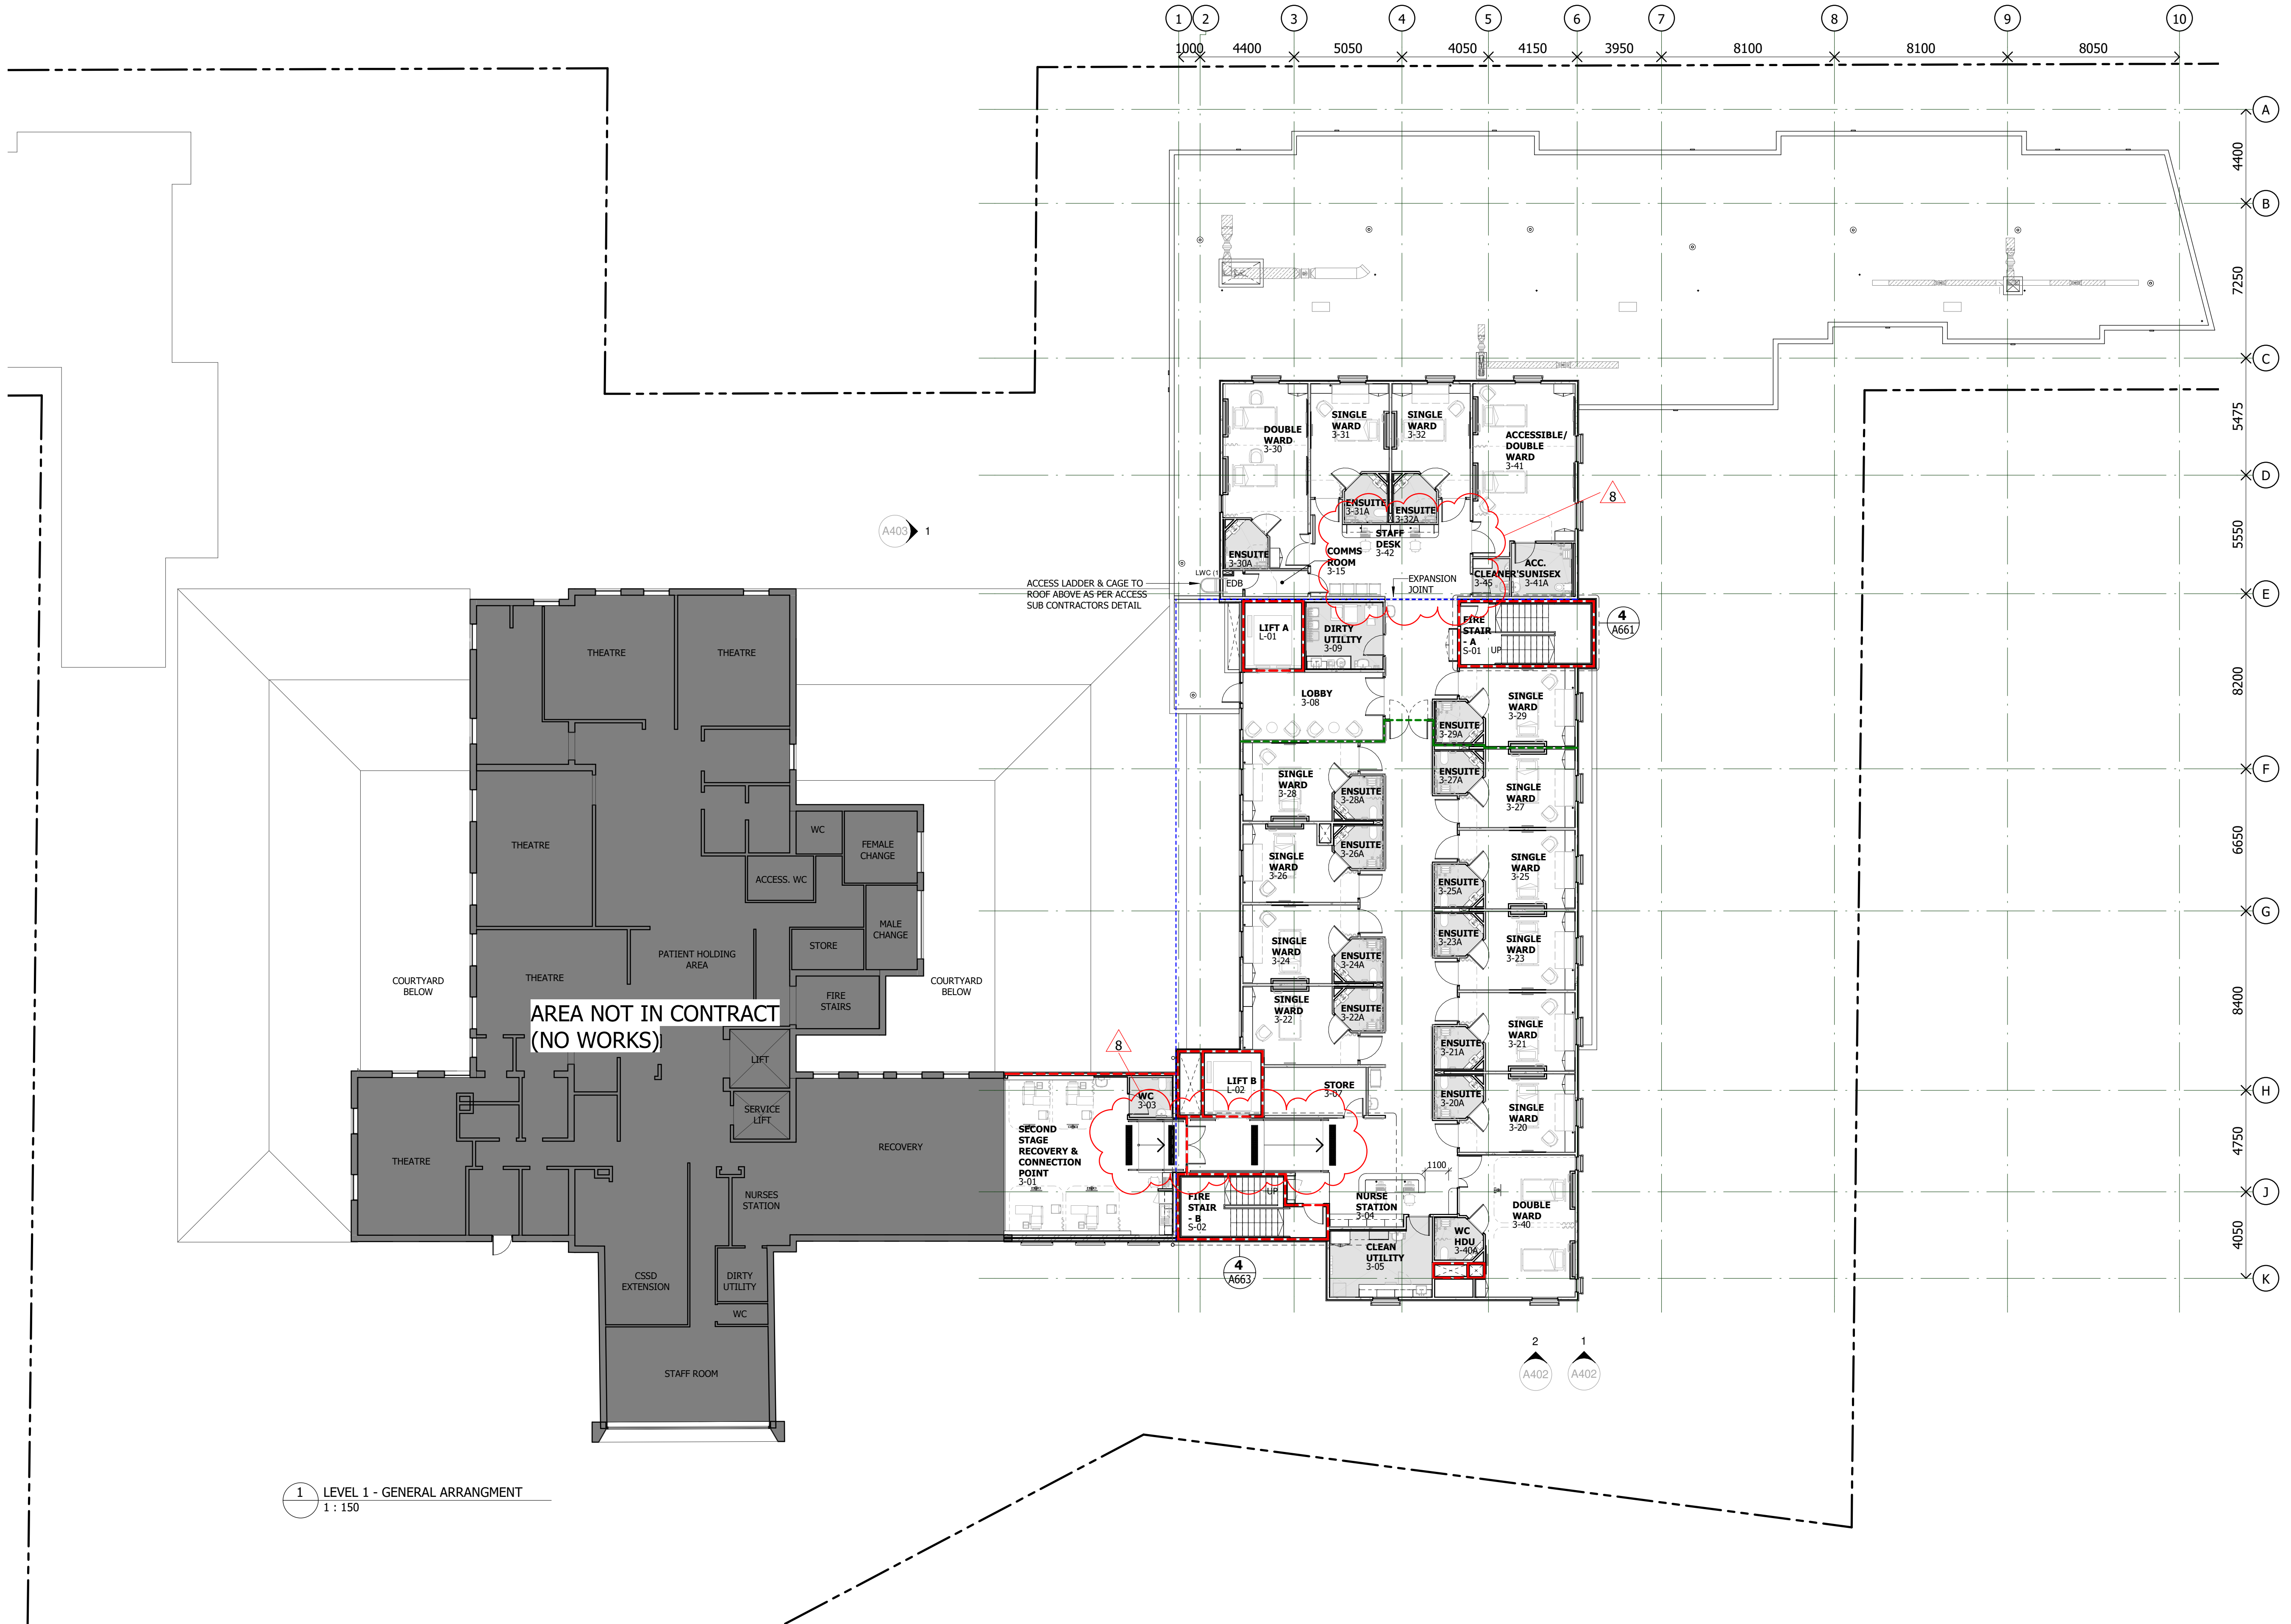 1 2 3 4 5 6 7 8 9 10
1000 4400 5050 4050 4150 3950 8100 8100 8050
A
4400
B
7250
C
5475
D
5550
E
8200
F
6650
G
8400
H
4750
J
4050
K
DOUBLE
WARD
3-30
SINGLE
WARD
3-31
SINGLE
WARD
3-32
ACCESSIBLE/
DOUBLE
WARD
3-41
8
ENSUITE
3-31A
ENSUITE
3-32A
STAFF
DESK
3-42
A403
1
ENSUITE
3-30A
COMMS
ROOM
3-15
ACC.
UNISEX
3-41A
CLEANER'S
3-45
LWC (1
EDB
EXPANSION
JOINT
ACCESS LADDER & CAGE TO
ROOF ABOVE AS PER ACCESS
SUB CONTRACTORS DETAIL
LIFT A
L-01
DIRTY
UTILITY
3-09
FIRE
STAIR
- A
S-01
UP
4
A661
LOBBY
3-08
SINGLE
WARD
3-29
ENSUITE
3-29A
SINGLE
WARD
3-28
ENSUITE
3-28A
ENSUITE
3-27A
SINGLE
WARD
3-27
SINGLE
WARD
3-26
ENSUITE
3-26A
SINGLE
WARD
3-25
ENSUITE
3-25A
SINGLE
WARD
3-24
ENSUITE
3-24A
ENSUITE
3-23A
SINGLE
WARD
3-23
SINGLE
WARD
3-22
ENSUITE
3-22A
SINGLE
WARD
3-21
ENSUITE
3-21A
ENSUITE
3-20A
SINGLE
WARD
3-20
8
WC
3-03
LIFT B
L-02
STORE
3-07
SECOND
STAGE
RECOVERY &
CONNECTION
POINT
3-01
1100
FIRE
STAIR
- B
S-02
UP
NURSE
STATION
3-04
DOUBLE
WARD
3-40
WC
HDU
3-40A
CLEAN
UTILITY
3-05
4
A663
2
A402
1
A402
THEATRE
THEATRE
THEATRE
WC
FEMALE
CHANGE
ACCESS. WC
MALE
CHANGE
STORE
PATIENT HOLDING
AREA
THEATRE
COURTYARD
BELOW
COURTYARD
BELOW
FIRE
STAIRS
AREA NOT IN CONTRACT
(NO WORKS)
LIFT
SERVICE
LIFT
RECOVERY
THEATRE
NURSES
STATION
CSSD
EXTENSION
DIRTY
UTILITY
WC
STAFF ROOM
1
LEVEL 1 - GENERAL ARRANGMENT
1 : 150